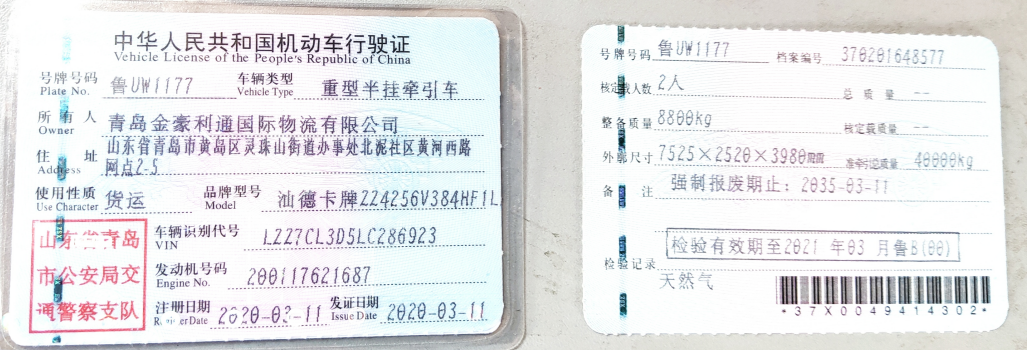 中华人民共和国机动车行驶证
Vehicle License of the People's Republic of China
号牌号码 鲁UW1177 车辆类型 重型半挂牵引车
Plate No. Vehicle Type
所有人 青岛金豪利通国际物流有限公司
Owner
住址 山东省青岛市黄岛区灵珠山街道办事处北泥社区黄河西路
Address 网点2-5
使用性质 货运 品牌型号 汕德卡牌ZZ4256V384HF1L
Use Character Model
山东省青岛
市公安局交
通警察支队
车辆识别代号 LZZ7CL3D5LC286923
VIN
发动机号码 200117621687
Engine No.
注册日期 2020-03-11 发证日期 2020-03-11
Register Date Issue Date
号牌号码 鲁UW1177 档案编号 370201648577
核定载人数 2人 总质量 --
整备质量 8800kg 核定载质量 --
外廓尺寸 7525×2520×3980mm 准牵引总质量 40000kg
备注 强制报废期止：2035-03-11
检验有效期至2021 年03 月鲁B(00)
检验记录
天然气
*37X0049414302*